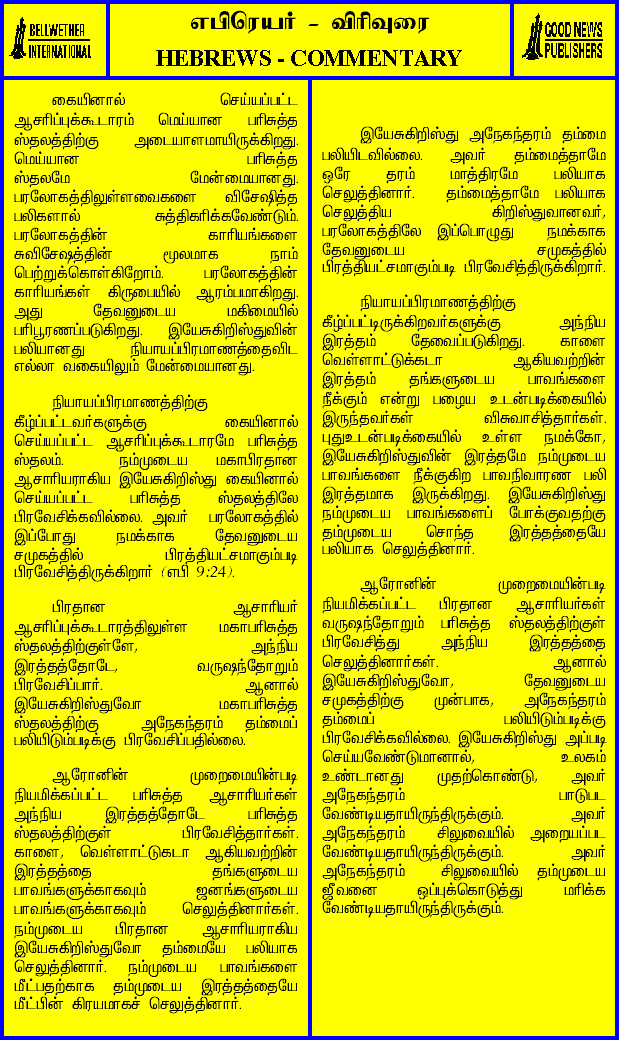 BELLWETHER
INTERNATIONAL
எபிரெயர் - விரிவுரை
HEBREWS - COMMENTARY
GOOD NEWS
PUBLISHERS
கையினால் செய்யப்பட்ட
ஆசரிப்புக்கூடாரம் மெய்யான பரிசுத்த
ஸ்தலத்திற்கு அடையாளமாயிருக்கிறது.
மெய்யான பரிசுத்த
ஸ்தலமே மேன்மையானது.
பரலோகத்திலுள்ளவைகளை விசேஷித்த
பலிகளால் சுத்திகரிக்கவேண்டும்.
பரலோகத்தின் காரியங்களை
சுவிசேஷத்தின் மூலமாக நாம்
பெற்றுக்கொள்கிறோம். பரலோகத்தின்
காரியங்கள் கிருபையில் ஆரம்பமாகிறது.
அது தேவனுடைய மகிமையில்
பரிபூரணப்படுகிறது. இயேசுகிறிஸ்துவின்
பலியானது நியாயப்பிரமாணத்தைவிட
எல்லா வகையிலும் மேன்மையானது.
நியாயப்பிரமாணத்திற்கு
கீழ்ப்பட்டவர்களுக்கு கையினால்
செய்யப்பட்ட ஆசரிப்புக்கூடாரமே பரிசுத்த
ஸ்தலம். நம்முடைய மகாபிரதான
ஆசாரியராகிய இயேசுகிறிஸ்து கையினால்
செய்யப்பட்ட பரிசுத்த ஸ்தலத்திலே
பிரவேசிக்கவில்லை. அவர் பரலோகத்தில்
இப்போது நமக்காக தேவனுடைய
சமுகத்தில் பிரத்தியட்சமாகும்படி
பிரவேசித்திருக்கிறார் (எபி 9:24).
பிரதான ஆசாரியர்
ஆசரிப்புக்கூடாரத்திலுள்ள மகாபரிசுத்த
ஸ்தலத்திற்குள்ளே, அந்நிய
இரத்தத்தோடே, வருஷந்தோறும்
பிரவேசிப்பார். ஆனால்
இயேசுகிறிஸ்துவோ மகாபரிசுத்த
ஸ்தலத்திற்கு அநேகந்தரம் தம்மைப்
பலியிடும்படிக்கு பிரவேசிப்பதில்லை.
ஆரோனின் முறைமையின்படி
நியமிக்கப்பட்ட பரிசுத்த ஆசாரியர்கள்
அந்நிய இரத்தத்தோடே பரிசுத்த
ஸ்தலத்திற்குள் பிரவேசித்தார்கள்.
காளை, வெள்ளாட்டுகடா ஆகியவற்றின்
இரத்தத்தை தங்களுடைய
பாவங்களுக்காகவும் ஜனங்களுடைய
பாவங்களுக்காகவும் செலுத்தினார்கள்.
நம்முடைய பிரதான ஆசாரியராகிய
இயேசுகிறிஸ்துவோ தம்மையே பலியாக
செலுத்தினார். நம்முடைய பாவங்களை
மீட்பதற்காக தம்முடைய இரத்தத்தையே
மீட்பின் கிரயமாகச் செலுத்தினார்.
இயேசுகிறிஸ்து அநேகந்தரம் தம்மை
பலியிடவில்லை. அவர் தம்மைத்தாமே
ஒரே தரம் மாத்திரமே பலியாக
செலுத்தினார். தம்மைத்தாமே பலியாக
செலுத்திய கிறிஸ்துவானவர்,
பரலோகத்திலே இப்பொழுது நமக்காக
தேவனுடைய சமுகத்தில்
பிரத்தியட்சமாகும்படி பிரவேசித்திருக்கிறார்.
நியாயப்பிரமாணத்திற்கு
கீழ்ப்பட்டிருக்கிறவர்களுக்கு அந்நிய
இரத்தம் தேவைப்படுகிறது. காளை
வெள்ளாட்டுக்கடா ஆகியவற்றின்
இரத்தம் தங்களுடைய பாவங்களை
நீக்கும் என்று பழைய உடன்படிக்கையில்
இருந்தவர்கள் விசுவாசித்தார்கள்.
புதுஉடன்படிக்கையில் உள்ள நமக்கோ,
இயேசுகிறிஸ்துவின் இரத்தமே நம்முடைய
பாவங்களை நீக்குகிற பாவநிவாரண பலி
இரத்தமாக இருக்கிறது. இயேசுகிறிஸ்து
நம்முடைய பாவங்களைப் போக்குவதற்கு
தம்முடைய சொந்த இரத்தத்தையே
பலியாக செலுத்தினார்.
ஆரோனின் முறைமையின்படி
நியமிக்கப்பட்ட பிரதான ஆசாரியர்கள்
வருஷந்தோறும் பரிசுத்த ஸ்தலத்திற்குள்
பிரவேசித்து அந்நிய இரத்தத்தை
செலுத்தினார்கள். ஆனால்
இயேசுகிறிஸ்துவோ, தேவனுடைய
சமுகத்திற்கு முன்பாக, அநேகந்தரம்
தம்மைப் பலியிடும்படிக்கு
பிரவேசிக்கவில்லை. இயேசுகிறிஸ்து அப்படி
செய்யவேண்டுமானால், உலகம்
உண்டானது முதற்கொண்டு, அவர்
அநேகந்தரம் பாடுபட
வேண்டியதாயிருந்திருக்கும். அவர்
அநேகந்தரம் சிலுவையில் அறையப்பட
வேண்டியதாயிருந்திருக்கும். அவர்
அநேகந்தரம் சிலுவையில் தம்முடைய
ஜீவனை ஒப்புக்கொடுத்து மரிக்க
வேண்டியதாயிருந்திருக்கும்.